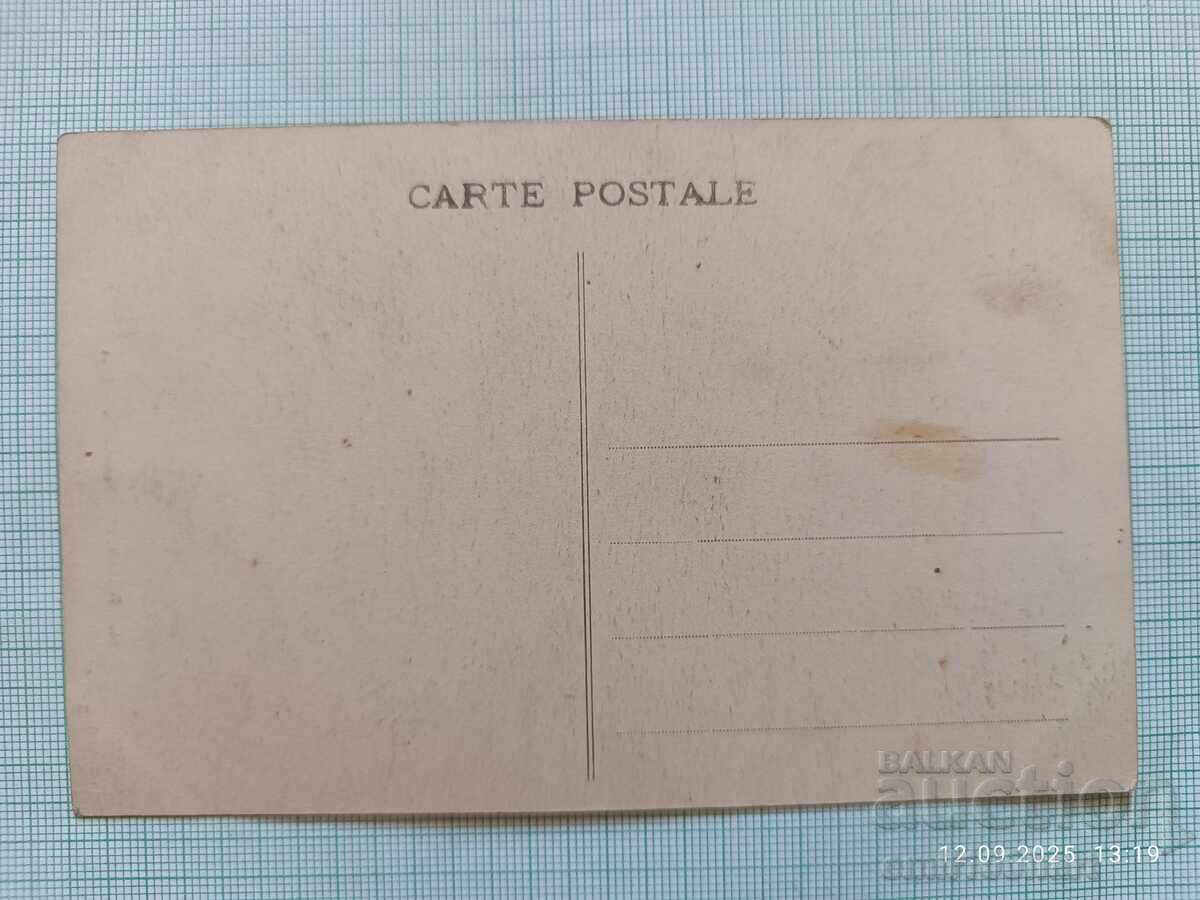 CARTE POSTALE
BALKAN
auction
12.09.2025 13:19